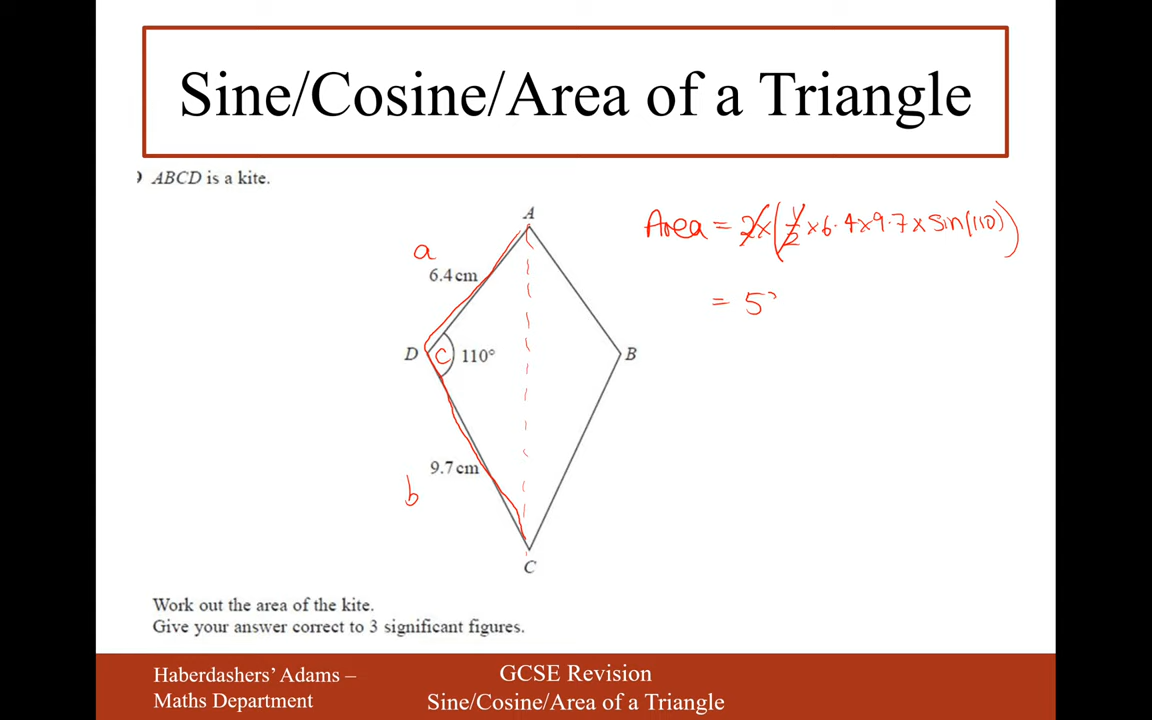 Sine/Cosine/Area of a Triangle
) ABCD is a kite.
A
Area = 2×(1/2×6.4×9.7×sin(110))
a
6.4 cm
= 5
D
C
110°
B
9.7 cm
b
C
Work out the area of the kite.
Give your answer correct to 3 significant figures.
Haberdashers' Adams –
Maths Department
GCSE Revision
Sine/Cosine/Area of a Triangle